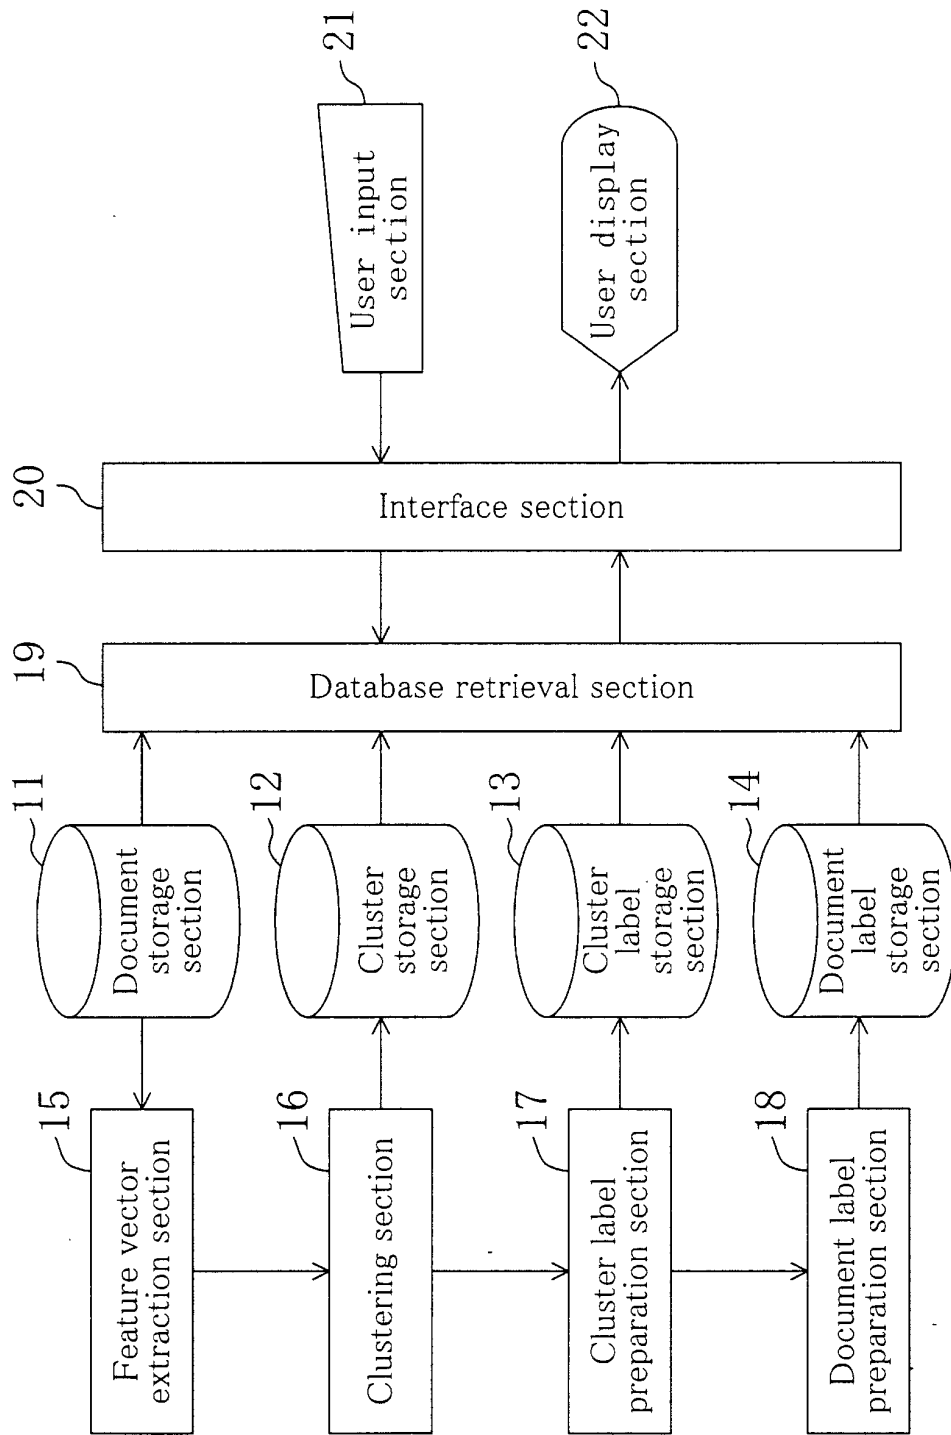 11
Document
storage
section
12
Cluster
storage
section
13
Cluster
label
storage
section
14
Document
label
storage
section
15
Feature vector
extraction section
16
Clustering section
17
Cluster label
preparation section
18
Document label
preparation section
19
Database retrieval section
20
Interface section
21
User input
section
22
User display
section